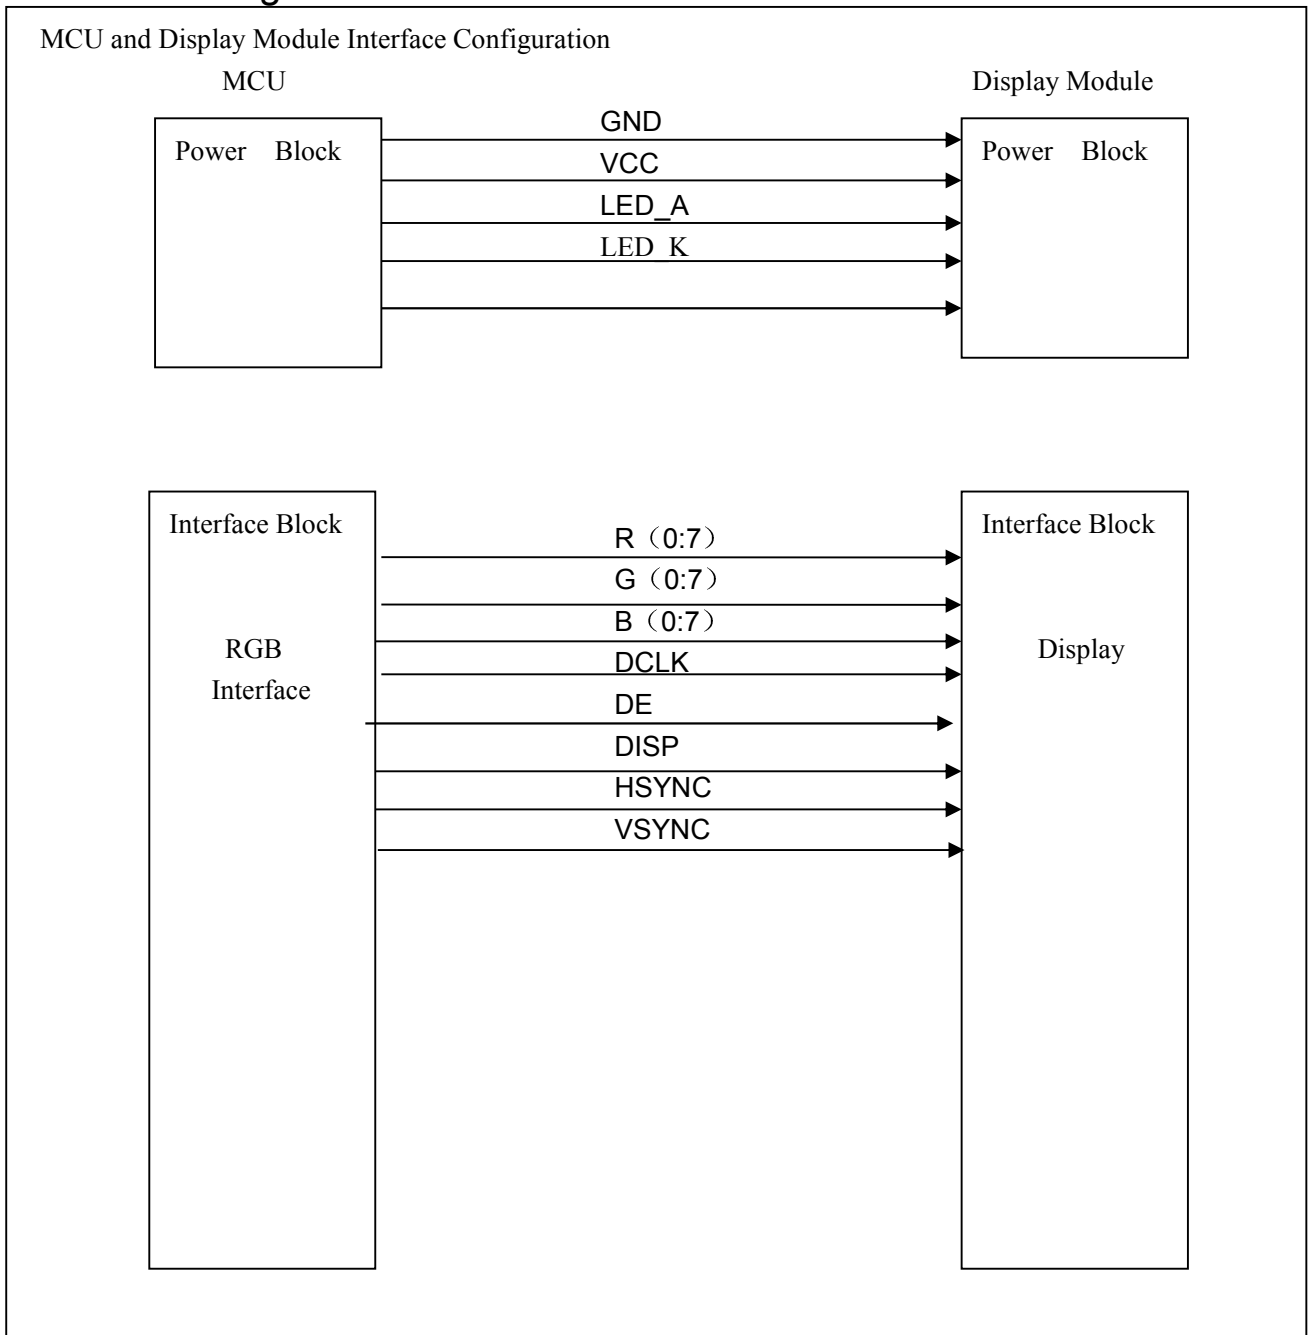 MCU and Display Module Interface Configuration
MCU Display Module
Power Block
GND
VCC
LED_A
LED_K
Power Block
Interface Block
RGB
Interface
R（0:7）
G（0:7）
B（0:7）
DCLK
DE
DISP
HSYNC
VSYNC
Interface Block
Display